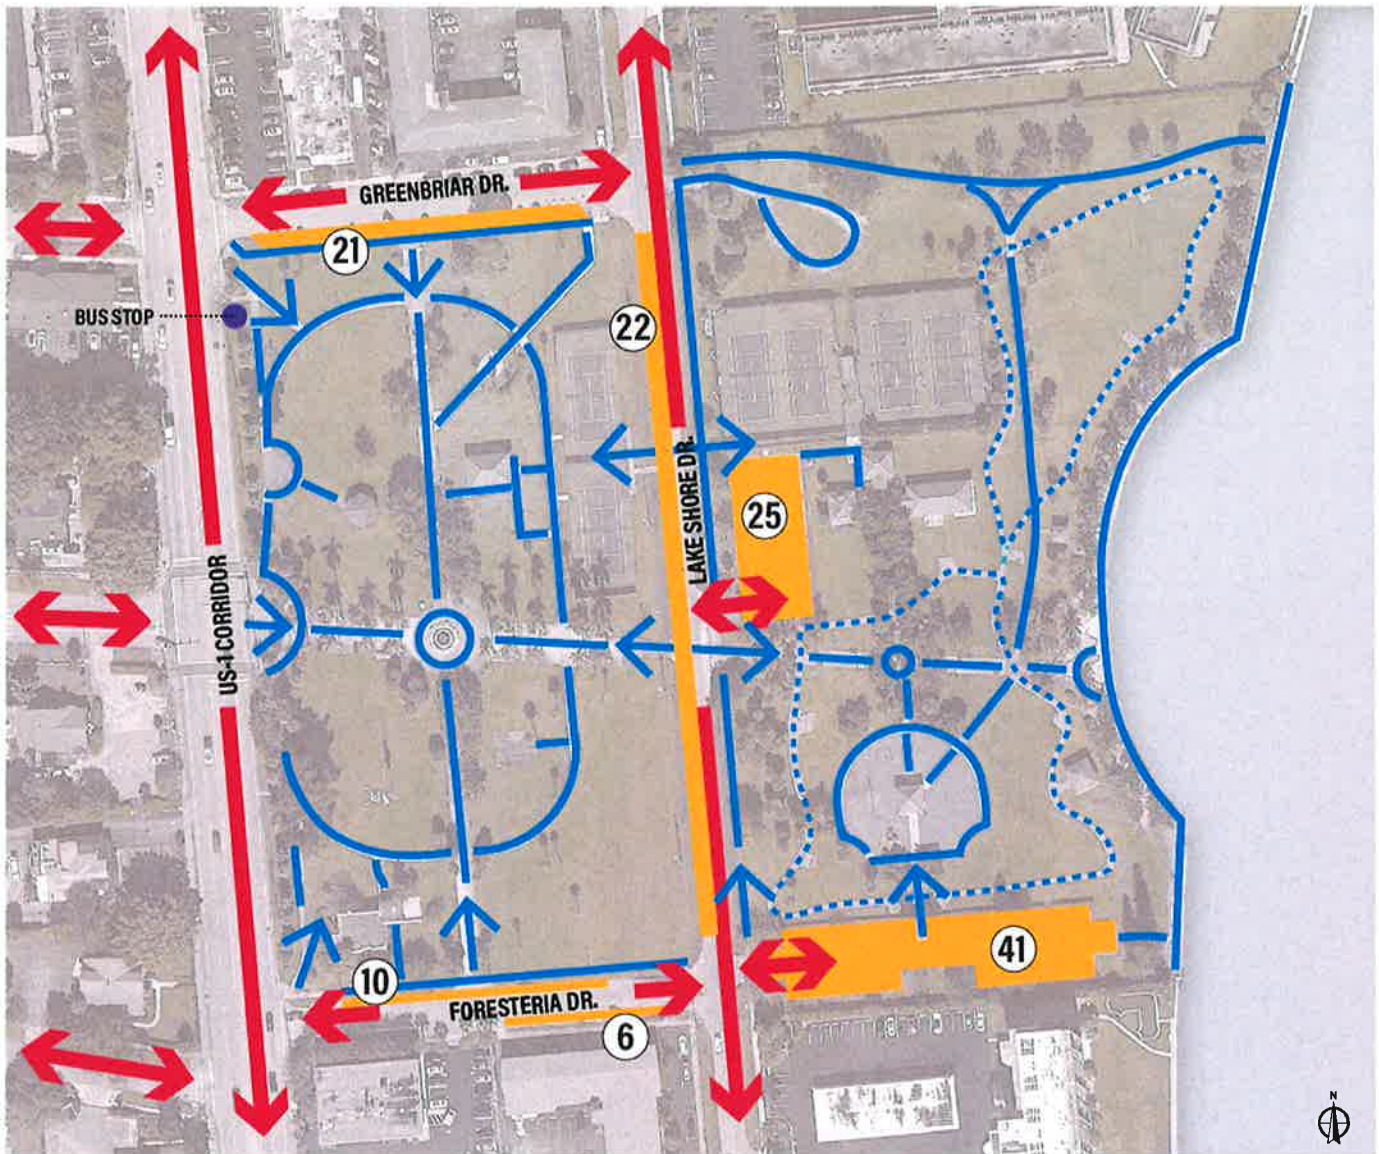 GREENBRIAR DR.
21
BUS STOP
22
LAKE SHORE DR.
25
US-1 CORRIDOR
41
10
FORESTERIA DR.
6
N